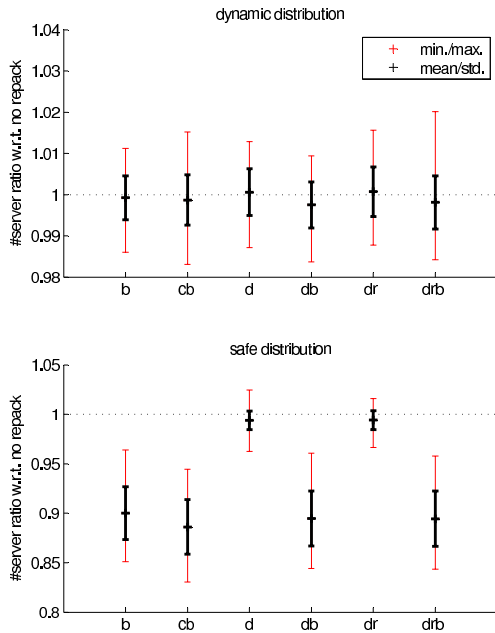 dynamic distribution
1.04
1.03
1.02
1.01
1
0.99
0.98
#server ratio w.r.t. no repack
min./max.
mean/std.
b cb d db dr drb
safe distribution
1.05
1
0.95
0.9
0.85
0.8
#server ratio w.r.t. no repack
b cb d db dr drb